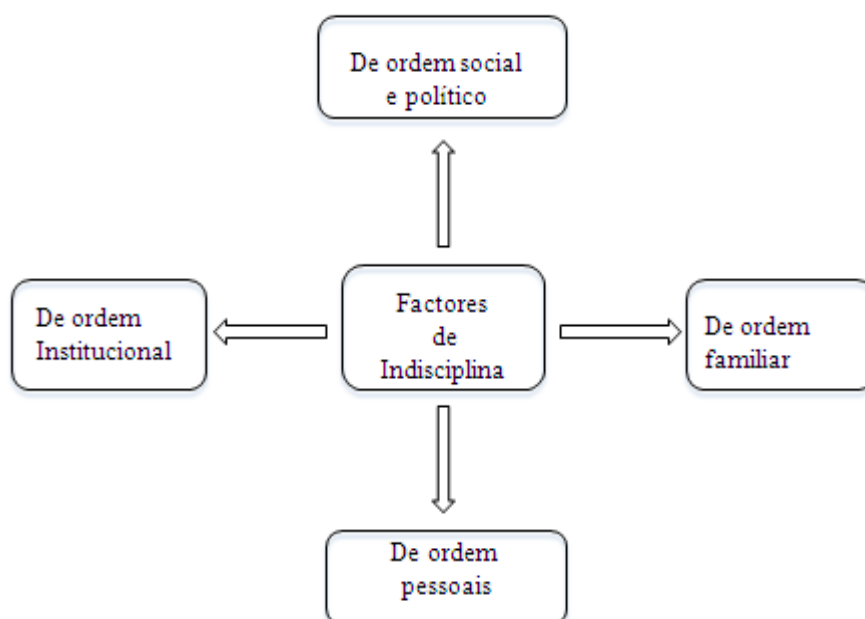 De ordem social
e político
De ordem
Institucional
Factores
de
Indisciplina
De ordem
familiar
De ordem
pessoais